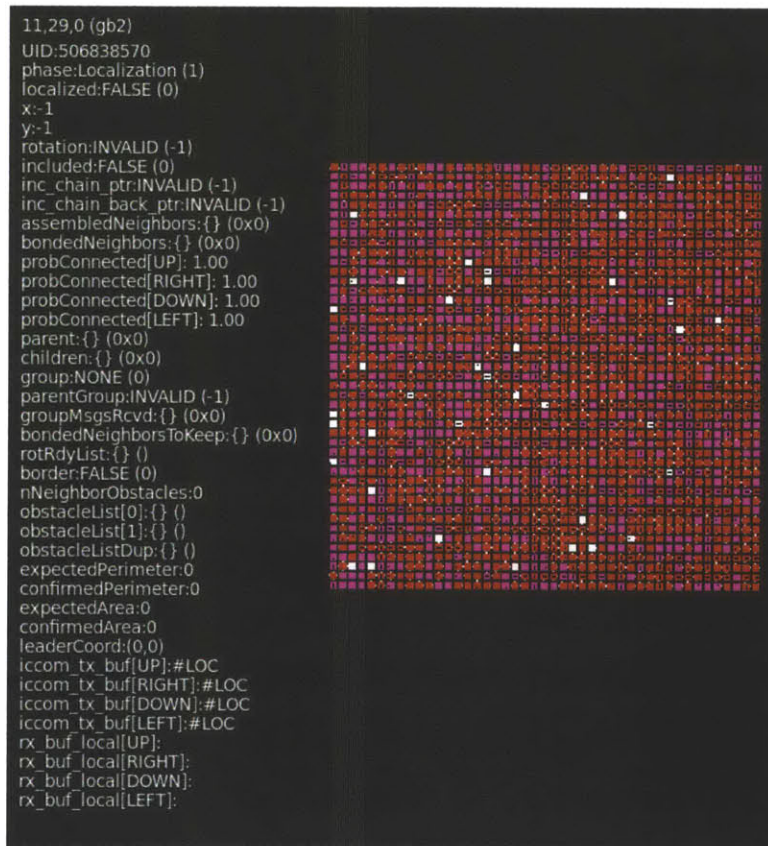 11,29,0 (gb2)
UID:506838570
phase:Localization (1)
localized:FALSE (0)
x:-1
y:-1
rotation:INVALID (-1)
included:FALSE (0)
inc_chain_ptr:INVALID (-1)
inc_chain_back_ptr:INVALID (-1)
assembledNeighbors:{} (0x0)
bondedNeighbors:{} (0x0)
probConnected[UP]: 1.00
probConnected[RIGHT]: 1.00
probConnected[DOWN]: 1.00
probConnected[LEFT]: 1.00
parent:{} (0x0)
children:{} (0x0)
group:NONE (0)
parentGroup:INVALID (-1)
groupMsgsRcvd:{} (0x0)
bondedNeighborsToKeep:{} (0x0)
rotRdyList:{} ()
border:FALSE (0)
nNeighborObstacles:0
obstacleList[0]:{} ()
obstacleList[1]:{} ()
obstacleListDup:{} ()
expectedPerimeter:0
confirmedPerimeter:0
expectedArea:0
confirmedArea:0
leaderCoord:(0,0)
iccom_tx_buf[UP]:#LOC
iccom_tx_buf[RIGHT]:#LOC
iccom_tx_buf[DOWN]:#LOC
iccom_tx_buf[LEFT]:#LOC
rx_buf_local[UP]:
rx_buf_local[RIGHT]:
rx_buf_local[DOWN]:
rx_buf_local[LEFT]: